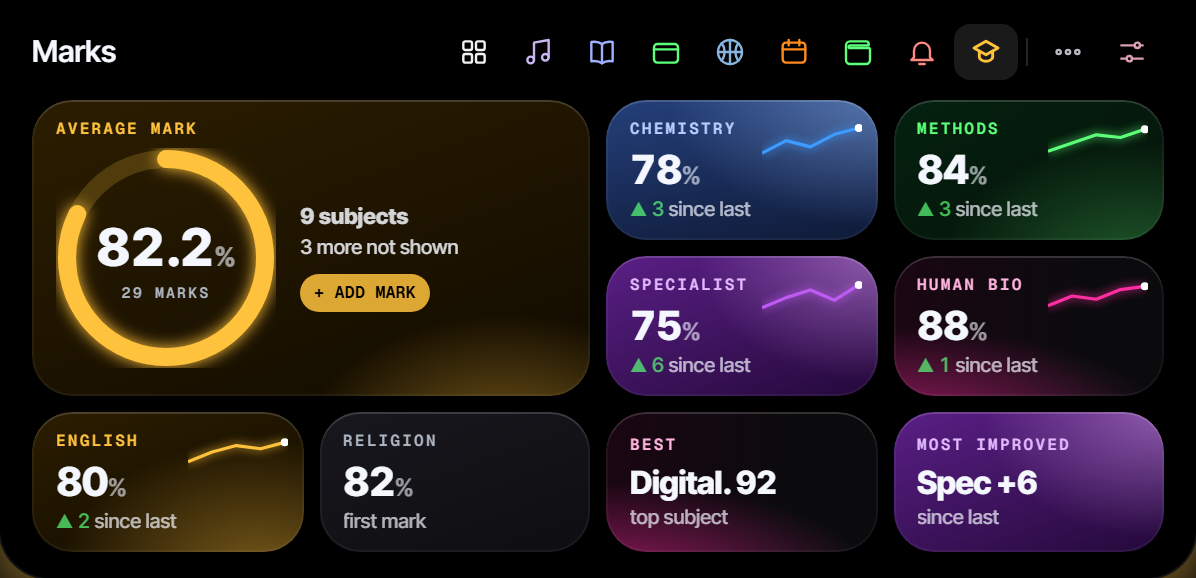 Marks
AVERAGE MARK
82.2%
29 MARKS
9 subjects
3 more not shown
+ ADD MARK
CHEMISTRY
78%
▲ 3 since last
METHODS
84%
▲ 3 since last
SPECIALIST
75%
▲ 6 since last
HUMAN BIO
88%
▲ 1 since last
ENGLISH
80%
▲ 2 since last
RELIGION
82%
first mark
BEST
Digital. 92
top subject
MOST IMPROVED
Spec +6
since last